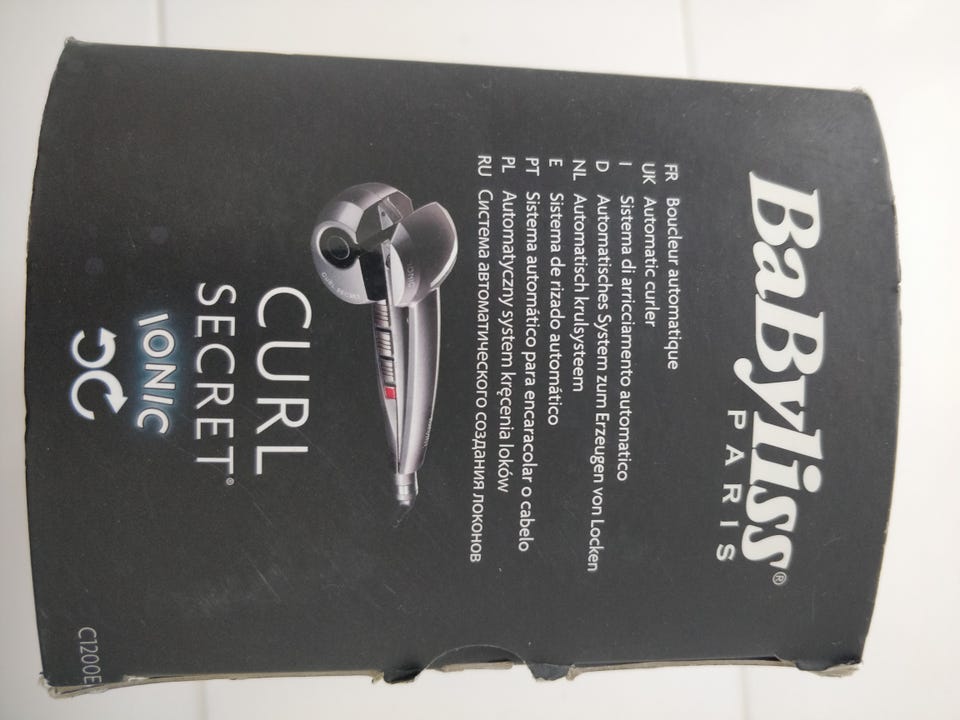 BaByliss®
PARIS
FR Boucleur automatique
UK Automatic curler
I Sistema di arricciamento automatico
D Automatisches System zum Erzeugen von Locken
NL Automatisch krulsysteem
E Sistema de rizado automático
PT Sistema automático para encaracolar o cabelo
PL Automatyczny system kręcenia loków
RU Система автоматического создания локонов
CURL
SECRET®
IONIC
C1200E